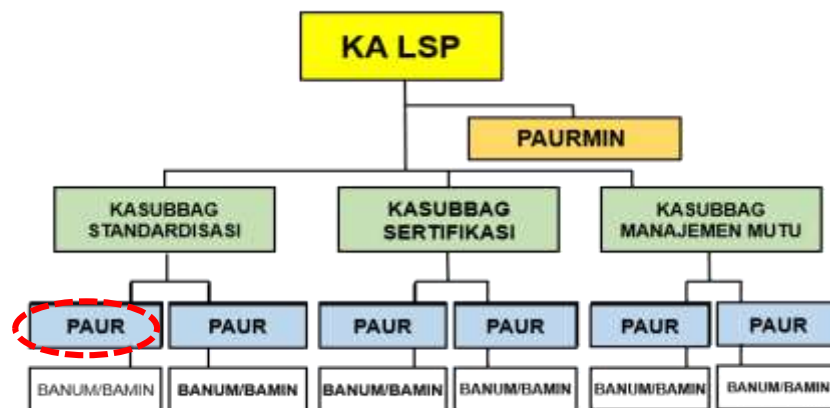 KA LSP
PAURMIN
KASUBBAG
STANDARDISASI
KASUBBAG
SERTIFIKASI
KASUBBAG
MANAJEMEN MUTU
PAUR
PAUR
PAUR
PAUR
PAUR
PAUR
BANUM/BAMIN
BANUM/BAMIN
BANUM/BAMIN
BANUM/BAMIN
BANUM/BAMIN
BANUM/BAMIN